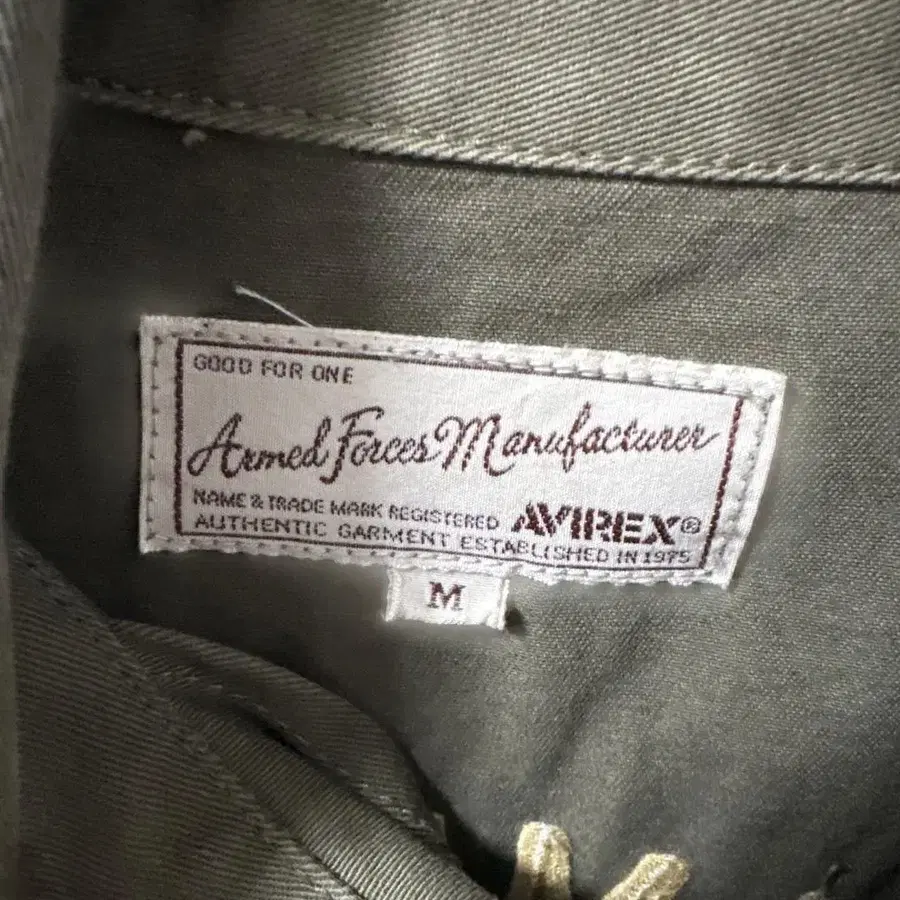 GOOD FOR ONE
Armed Forces Manufacturer
NAME & TRADE MARK REGISTERED AVIREX®
AUTHENTIC GARMENT ESTABLISHED IN 1975
M